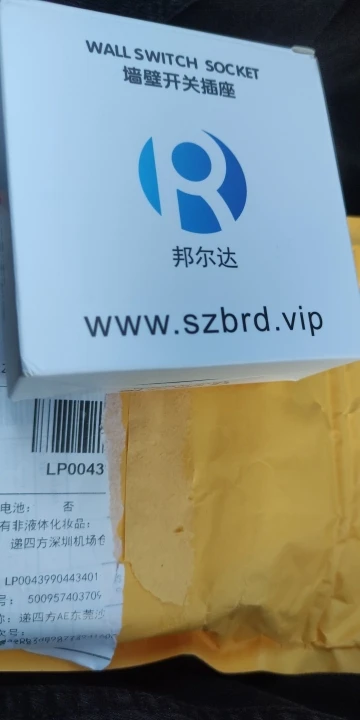 WALL SWITCH SOCKET
墙壁开关插座
R
邦尔达
www.szbrd.vip
LP0043
电池： 否
有非液体化妆品：
递四方深圳机场仓
LP0043990443401
号： 500957403709
称：递四方AE东莞
次号：